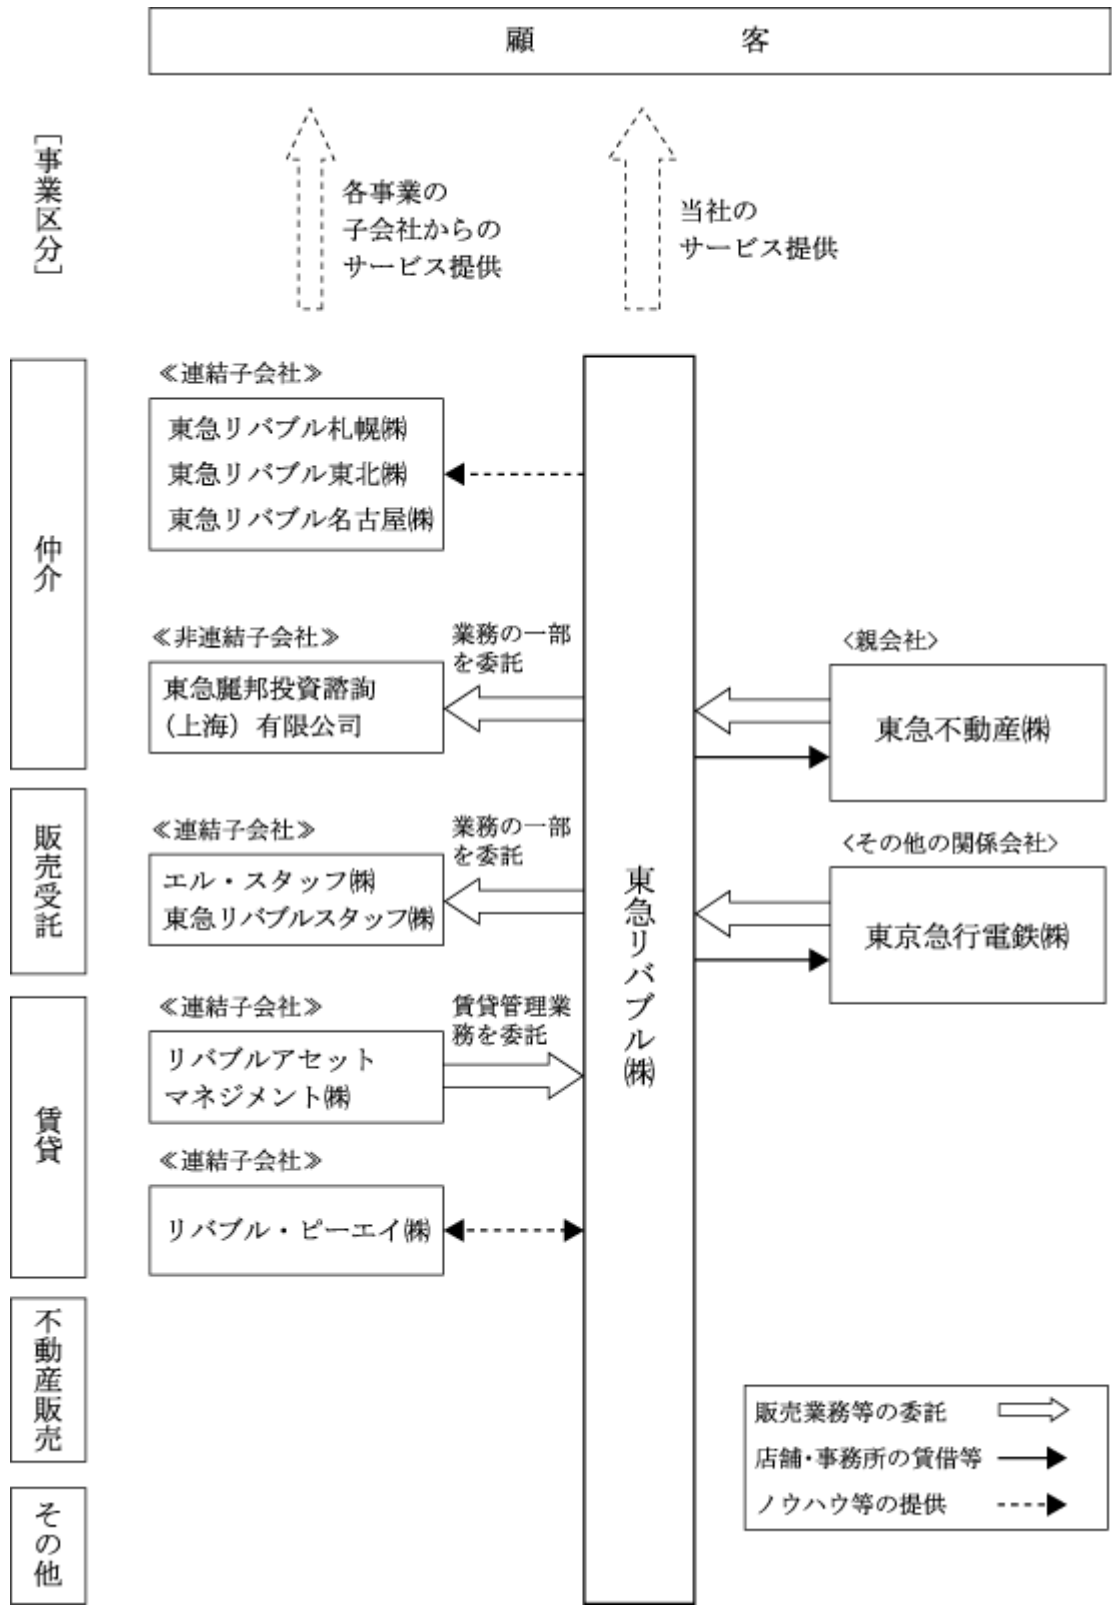 顧客
[事業区分]
各事業の
子会社からの
サービス提供
当社の
サービス提供
仲介
≪連結子会社≫
東急リバブル札幌㈱
東急リバブル東北㈱
東急リバブル名古屋㈱
≪非連結子会社≫
東急麗邦投資諮詢
（上海）有限公司
業務の一部
を委託
<親会社>
東急不動産㈱
販売受託
≪連結子会社≫
エル・スタッフ㈱
東急リバブルスタッフ㈱
業務の一部
を委託
東急リバブル㈱
<その他の関係会社>
東京急行電鉄㈱
賃貸
≪連結子会社≫
リバブルアセット
マネジメント㈱
賃貸管理業
務を委託
≪連結子会社≫
リバブル・ピーエイ㈱
不動産販売
その他
販売業務等の委託
店舗・事務所の賃借等
ノウハウ等の提供